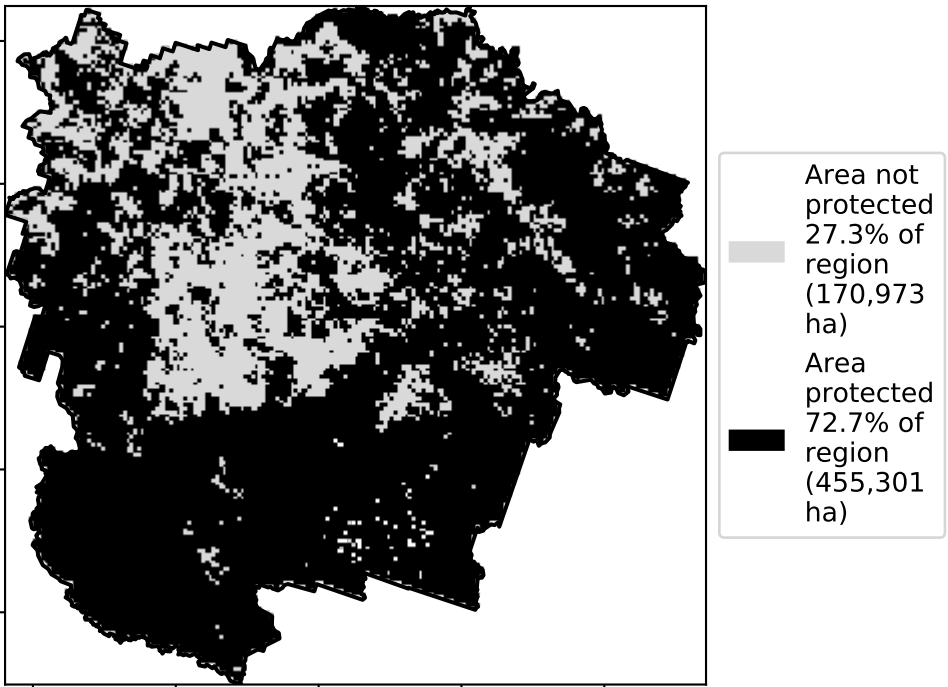 Area not
protected
27.3% of
region
(170,973
ha)
Area
protected
72.7% of
region
(455,301
ha)